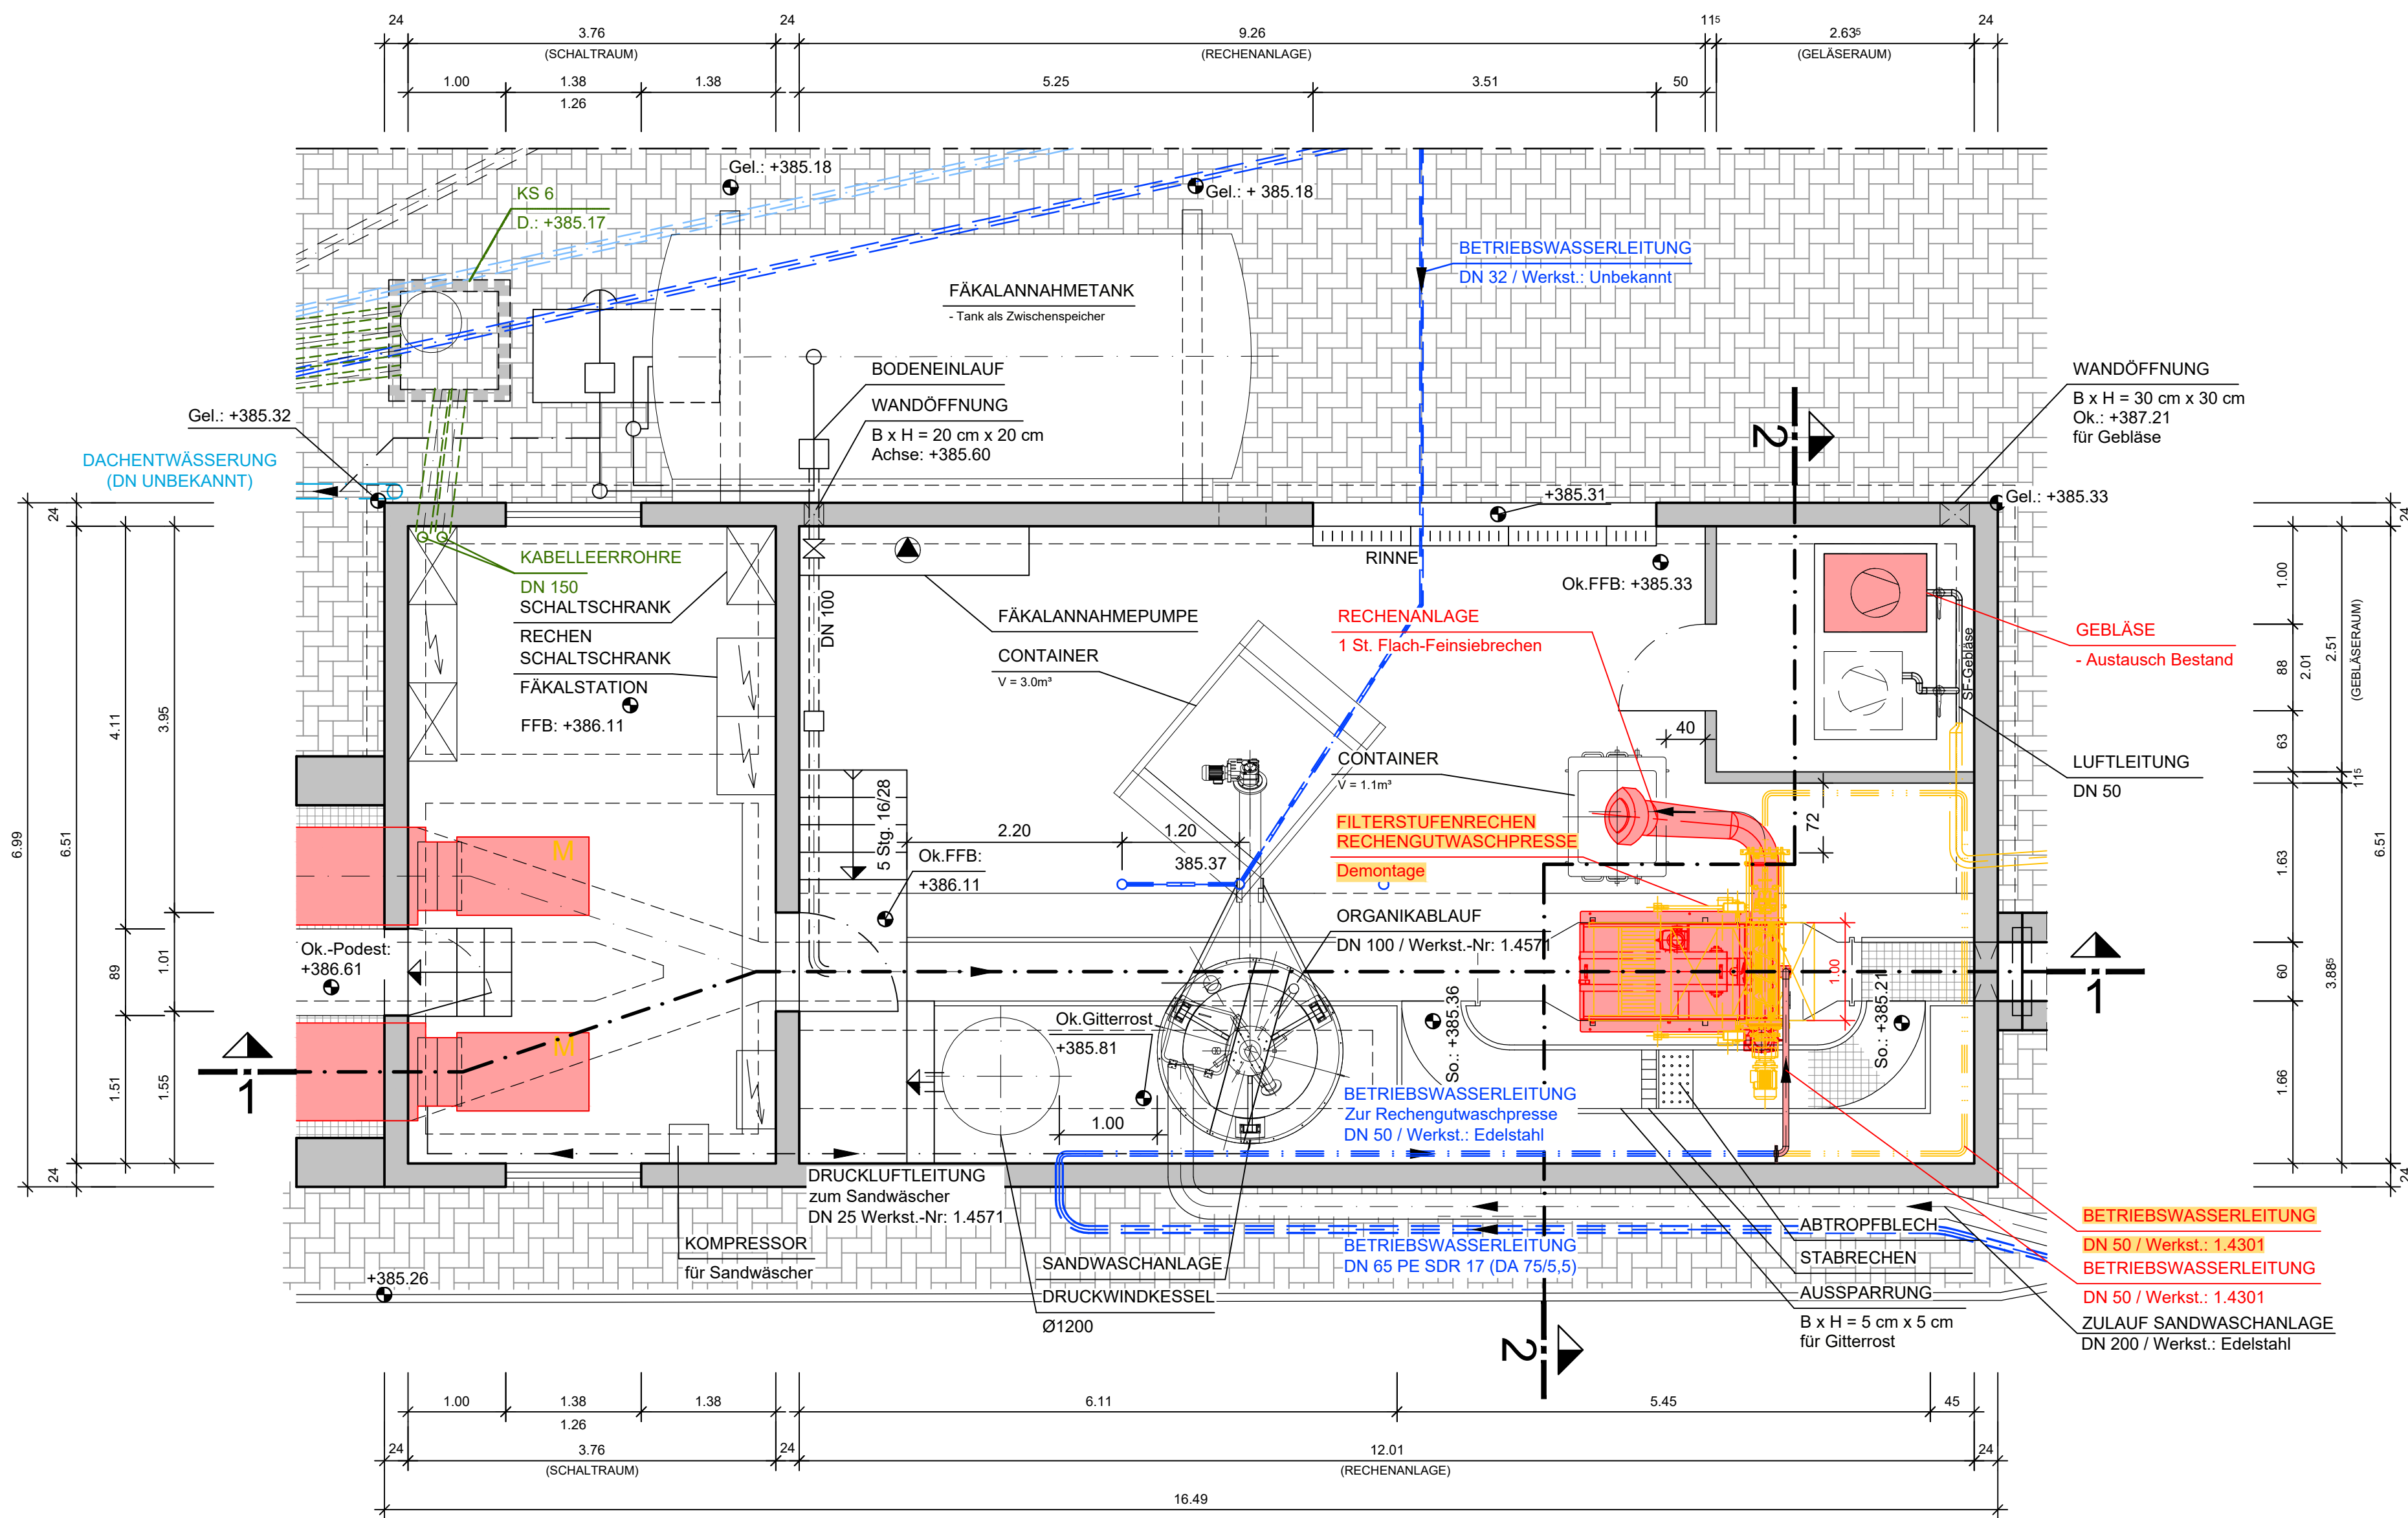 24
3.76
(SCHALTRAUM)
24
9.26
(RECHENANLAGE)
11⁵
2.63⁵
(GELÄSERAUM)
24
1.00
1.38
1.26
1.38
5.25
3.51
50
Gel.: +385.18
Gel.: + 385.18
KS 6
D.: +385.17
BETRIEBSWASSERLEITUNG
DN 32 / Werkst.: Unbekannt
FÄKALANNAHMETANK
- Tank als Zwischenspeicher
BODENEINLAUF
WANDÖFFNUNG
B x H = 20 cm x 20 cm
Achse: +385.60
WANDÖFFNUNG
B x H = 30 cm x 30 cm
Ok.: +387.21
für Gebläse
Gel.: +385.32
DACHENTWÄSSERUNG
(DN UNBEKANNT)
2
+385.31
Gel.: +385.33
RINNE
Ok.FFB: +385.33
KABELLEERROHRE
DN 150
SCHALTSCHRANK
RECHEN
SCHALTSCHRANK
FÄKALSTATION
FFB: +386.11
DN 100
FÄKALANNAHMEPUMPE
CONTAINER
V = 3.0m³
RECHENANLAGE
1 St. Flach-Feinsiebrechen
SF-Gebläse
GEBLÄSE
- Austausch Bestand
40
CONTAINER
V = 1.1m³
LUFTLEITUNG
DN 50
72
5 Stg. 16/28
2.20
1.20
385.37
Ok.FFB:
+386.11
FILTERSTUFENRECHEN
RECHENGUTWASCHPRESSE
Demontage
M
ORGANIKABLAUF
DN 100 / Werkst.-Nr: 1.4571
1.00
Ok.-Podest:
+386.61
1
1
So.: +385.36
So.: +385.21
Ok.Gitterrost
+385.81
M
1.00
BETRIEBSWASSERLEITUNG
Zur Rechengutwaschpresse
DN 50 / Werkst.: Edelstahl
DRUCKLUFTLEITUNG
zum Sandwäscher
DN 25 Werkst.-Nr: 1.4571
KOMPRESSOR
für Sandwäscher
+385.26
SANDWASCHANLAGE
DRUCKWINDKESSEL
Ø1200
BETRIEBSWASSERLEITUNG
DN 65 PE SDR 17 (DA 75/5,5)
2
ABTROPFBLECH
STABRECHEN
AUSSPARRUNG
B x H = 5 cm x 5 cm
für Gitterrost
BETRIEBSWASSERLEITUNG
DN 50 / Werkst.: 1.4301
BETRIEBSWASSERLEITUNG
DN 50 / Werkst.: 1.4301
ZULAUF SANDWASCHANLAGE
DN 200 / Werkst.: Edelstahl
6.99
24
6.51
24
4.11
89
1.51
3.95
1.01
1.55
1.00
88
63
2.01
2.51
(GEBLÄSERAUM)
11⁵
1.63
60
1.66
3.88⁵
24
6.51
24
1.00
1.38
1.26
1.38
6.11
5.45
45
24
3.76
(SCHALTRAUM)
24
12.01
(RECHENANLAGE)
24
16.49